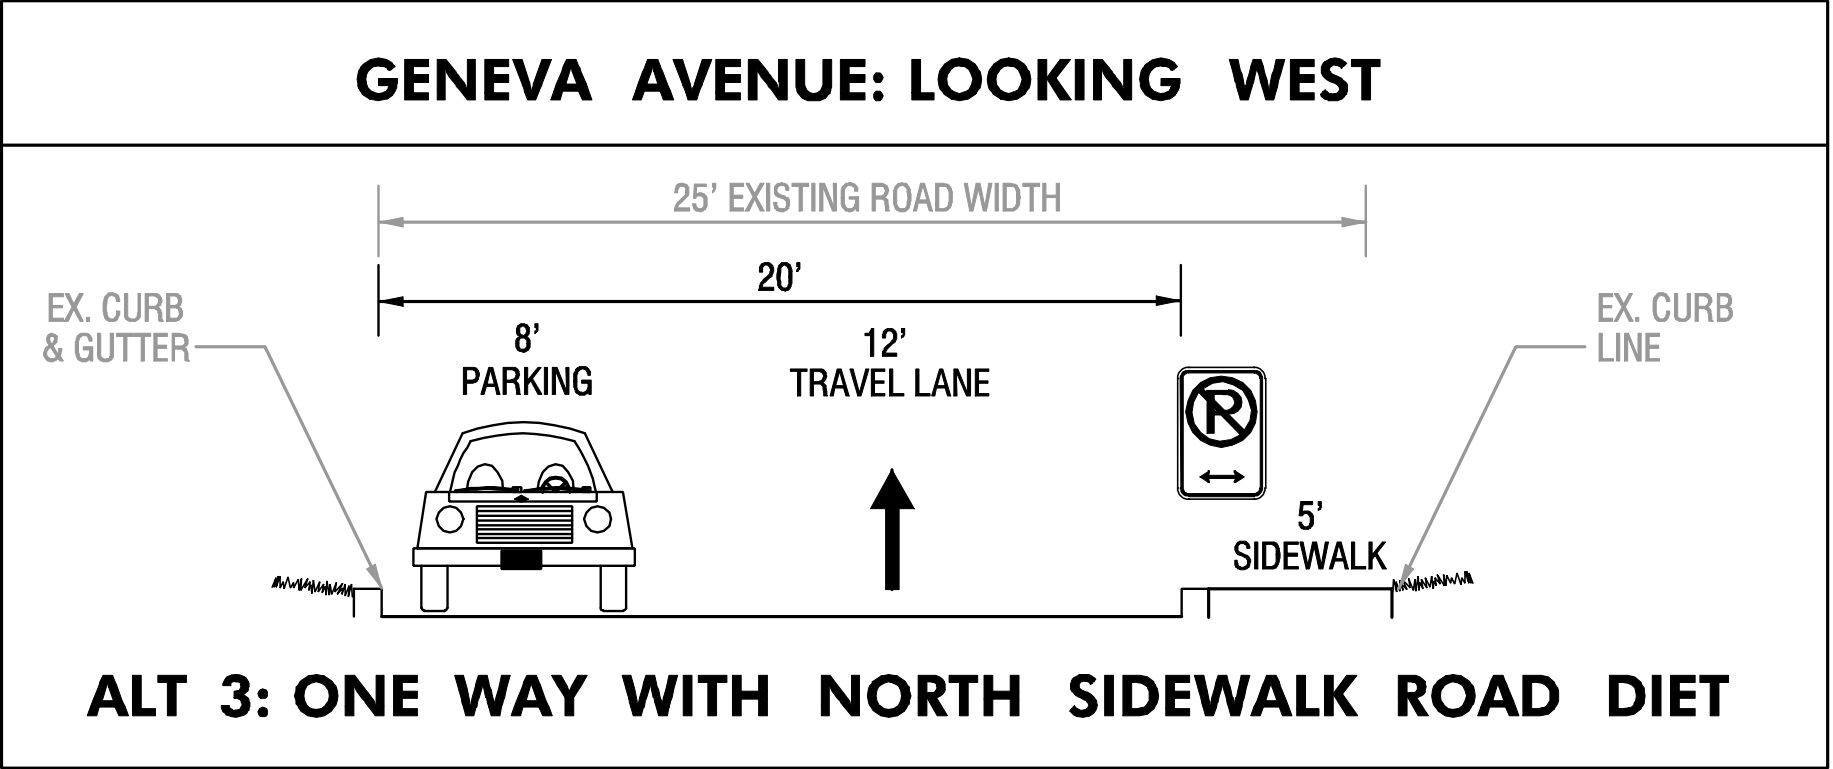 GENEVA AVENUE: LOOKING WEST
25' EXISTING ROAD WIDTH
20'
EX. CURB
& GUTTER
8'
PARKING
12'
TRAVEL LANE
EX. CURB
LINE
P
5'
SIDEWALK
ALT 3: ONE WAY WITH NORTH SIDEWALK ROAD DIET